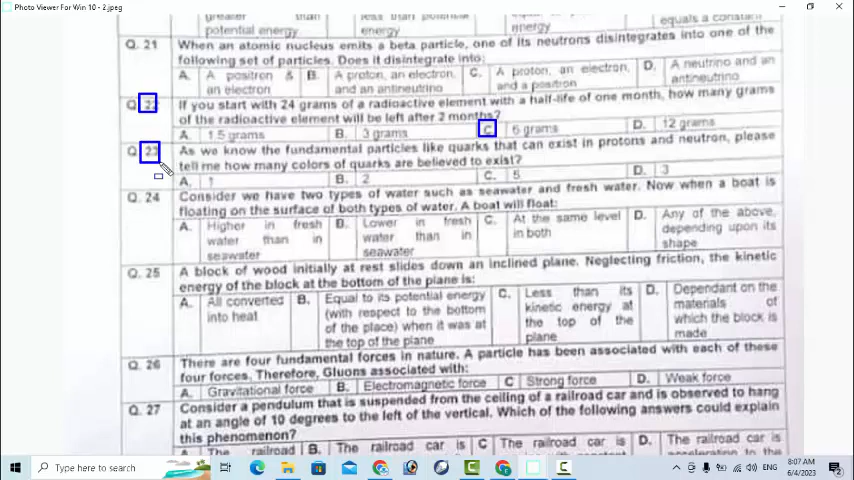 Photo Viewer For Win 10 - 2.jpeg
greater than less than potential equals a constant
potential energy energy energy
Q. 21 When an atomic nucleus emits a beta particle, one of its neutrons disintegrates into one of the
following set of particles. Does it disintegrate into:
A. A positron & an electron B. A proton, an electron, and an antineutrino C. A proton, an electron, and a positron D. A neutrino and an antineutrino
Q. 22 If you start with 24 grams of a radioactive element with a half-life of one month, how many grams
of the radioactive element will be left after 2 months?
A. 1.5 grams B. 3 grams C. 6 grams D. 12 grams
Q. 23 As we know the fundamental particles like quarks that can exist in protons and neutron, please
tell me how many colors of quarks are believed to exist?
A. 1 B. 2 C. 5 D. 3
Q. 24 Consider we have two types of water such as seawater and fresh water. Now when a boat is
floating on the surface of both types of water. A boat will float:
A. Higher in fresh water than in seawater B. Lower in fresh water than in seawater C. At the same level in both D. Any of the above, depending upon its shape
Q. 25 A block of wood initially at rest slides down an inclined plane. Neglecting friction, the kinetic
energy of the block at the bottom of the plane is:
A. All converted into heat B. Equal to its potential energy (with respect to the bottom of the place) when it was at the top of the plane C. Less than its kinetic energy at the top of the plane D. Dependant on the materials of which the block is made
Q. 26 There are four fundamental forces in nature. A particle has been associated with each of these
four forces. Therefore, Gluons associated with:
A. Gravitational force B. Electromagnetic force C Strong force D. Weak force
Q. 27 Consider a pendulum that is suspended from the ceiling of a railroad car and is observed to hang
at an angle of 10 degrees to the left of the vertical. Which of the following answers could explain
this phenomenon?
A. The railroad B. The railroad car is C The railroad car is D. The railroad car's
Type here to search
ENG
8:07 AM
6/4/2023